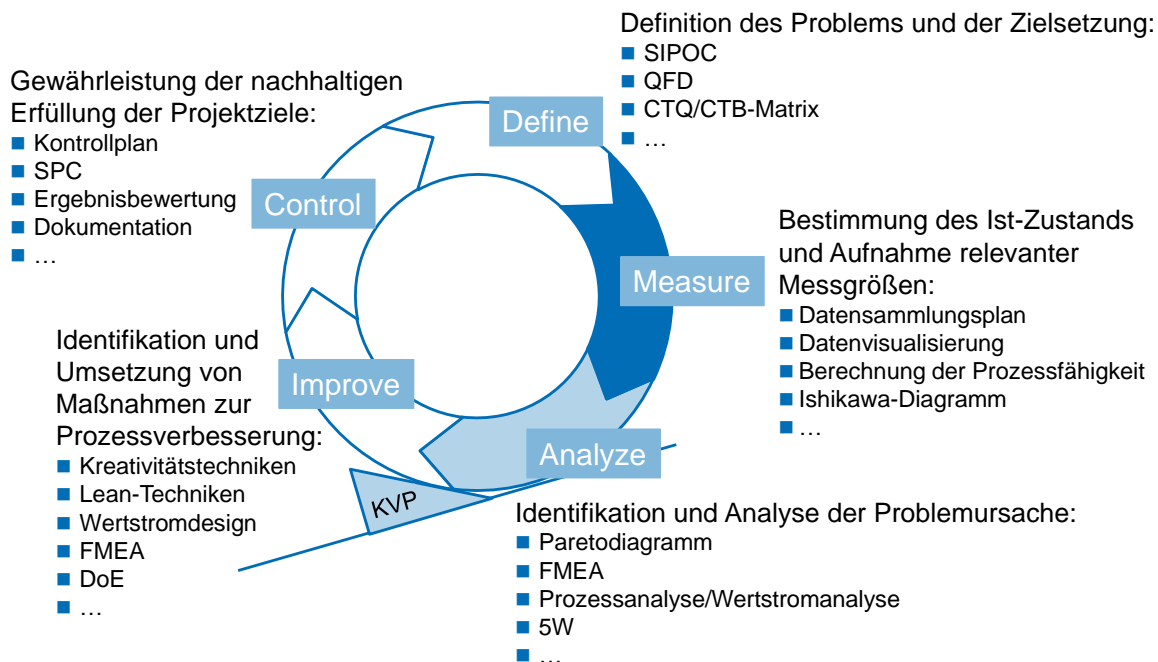 Definition des Problems und der Zielsetzung:
■ SIPOC
■ QFD
■ CTQ/CTB-Matrix
■ …
Define
Gewährleistung der nachhaltigen
Erfüllung der Projektziele:
■ Kontrollplan
■ SPC
■ Ergebnisbewertung
■ Dokumentation
■ …
Control
Bestimmung des Ist-Zustands
und Aufnahme relevanter
Messgrößen:
■ Datensammlungsplan
■ Datenvisualisierung
■ Berechnung der Prozessfähigkeit
■ Ishikawa-Diagramm
■ …
Measure
Identifikation und
Umsetzung von
Maßnahmen zur
Prozessverbesserung:
■ Kreativitätstechniken
■ Lean-Techniken
■ Wertstromdesign
■ FMEA
■ DoE
■ …
Improve
Analyze
KVP
Identifikation und Analyse der Problemursache:
■ Paretodiagramm
■ FMEA
■ Prozessanalyse/Wertstromanalyse
■ 5W
■ …